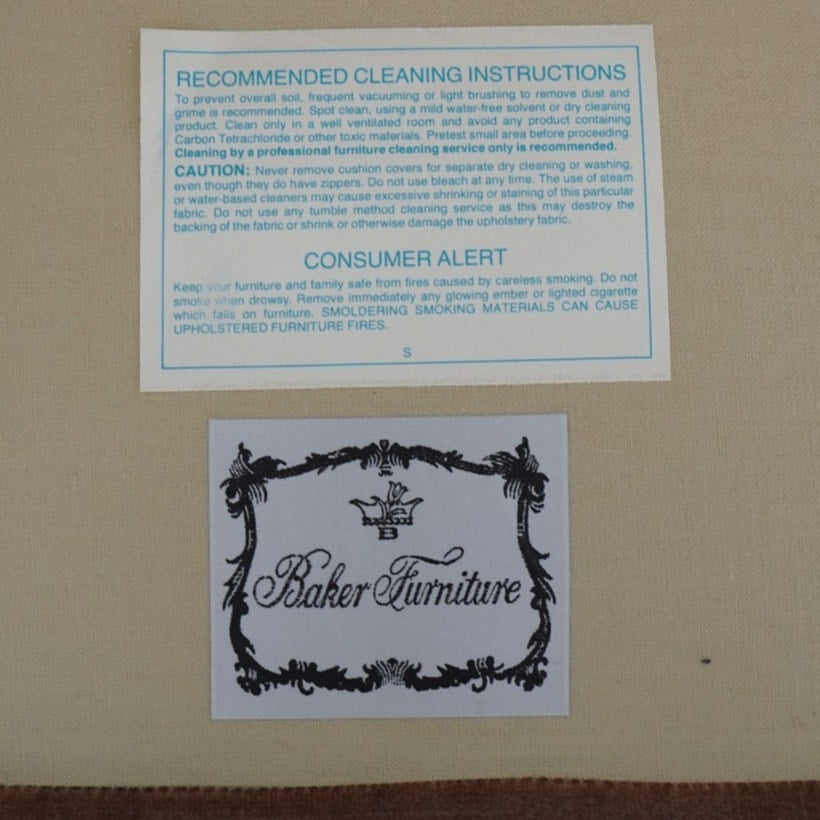 RECOMMENDED CLEANING INSTRUCTIONS
To prevent overall soil, frequent vacuuming or light brushing to remove dust and
grime is recommended. Spot clean, using a mild water-free solvent or dry cleaning
product. Clean only in a well ventilated room and avoid any product containing
Carbon Tetrachloride or other toxic materials. Pretest small area before proceeding.
Cleaning by a professional furniture cleaning service only is recommended.
CAUTION: Never remove cushion covers for separate dry cleaning or washing,
even though they do have zippers. Do not use bleach at any time. The use of steam
or water-based cleaners may cause excessive shrinking or staining of this particular
fabric. Do not use any tumble method cleaning service as this may destroy the
backing of the fabric or shrink or otherwise damage the upholstery fabric.
CONSUMER ALERT
Keep your furniture and family safe from fires caused by careless smoking. Do not
smoke when drowsy. Remove immediately any glowing ember or lighted cigarette
which falls on furniture. SMOLDERING SMOKING MATERIALS CAN CAUSE
UPHOLSTERED FURNITURE FIRES.
S
B
Baker Furniture